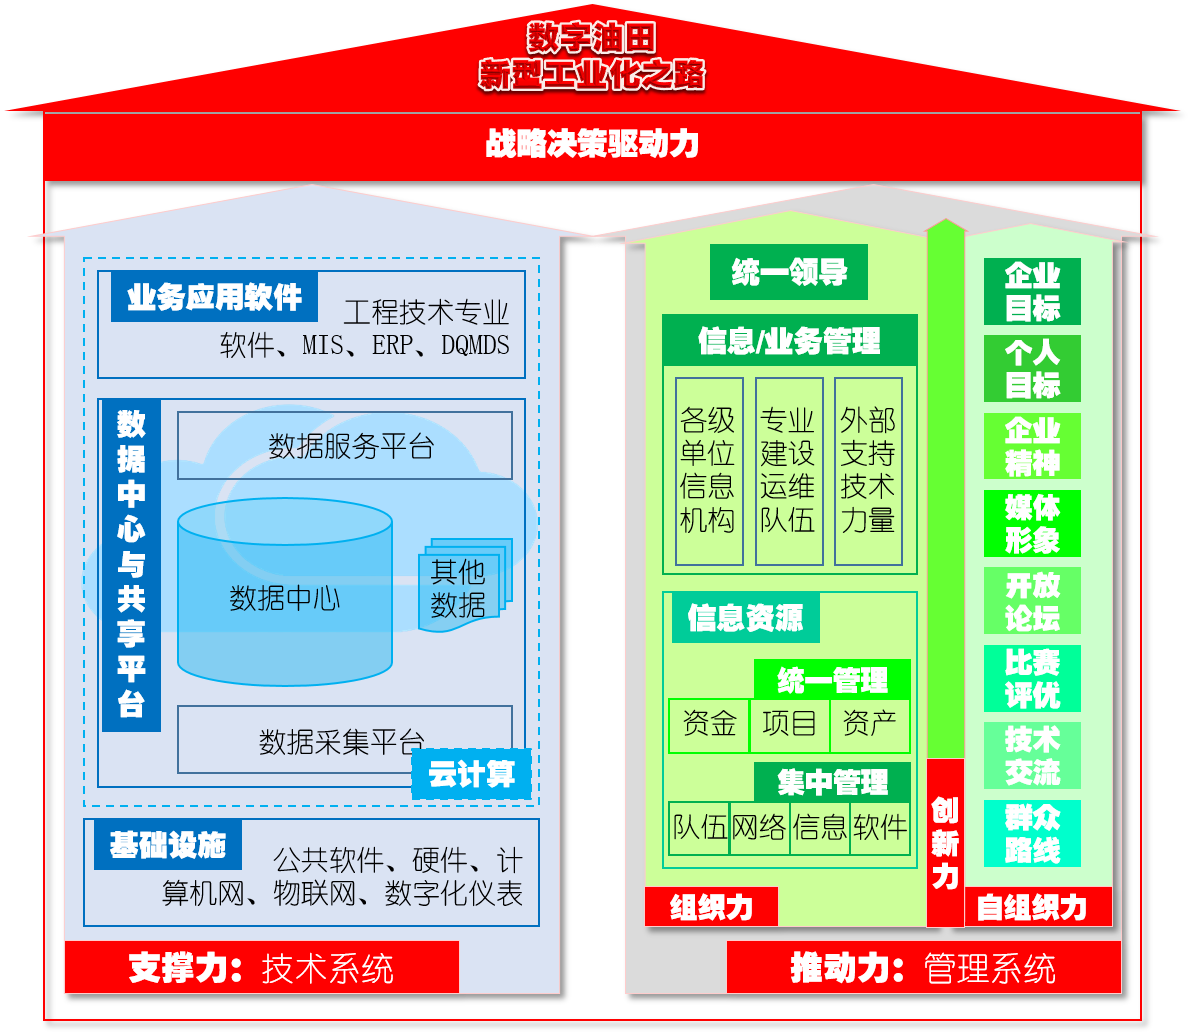 数字油田
新型工业化之路
战略决策驱动力
业务应用软件
工程技术专业
软件、MIS、ERP、DQMDS
数据中心与共享平台
数据服务平台
数据中心
其他
数据
数据采集平台
云计算
基础设施
公共软件、硬件、计
算机网、物联网、数字化仪表
支撑力：技术系统
统一领导
信息/业务管理
各级
单位
信息
机构
专业
建设
运维
队伍
外部
支持
技术
力量
信息资源
统一管理
资金
项目
资产
集中管理
队伍
网络
信息
软件
组织力
创新力
企业
目标
个人
目标
企业
精神
媒体
形象
开放
论坛
比赛
评优
技术
交流
群众
路线
自组织力
推动力：管理系统